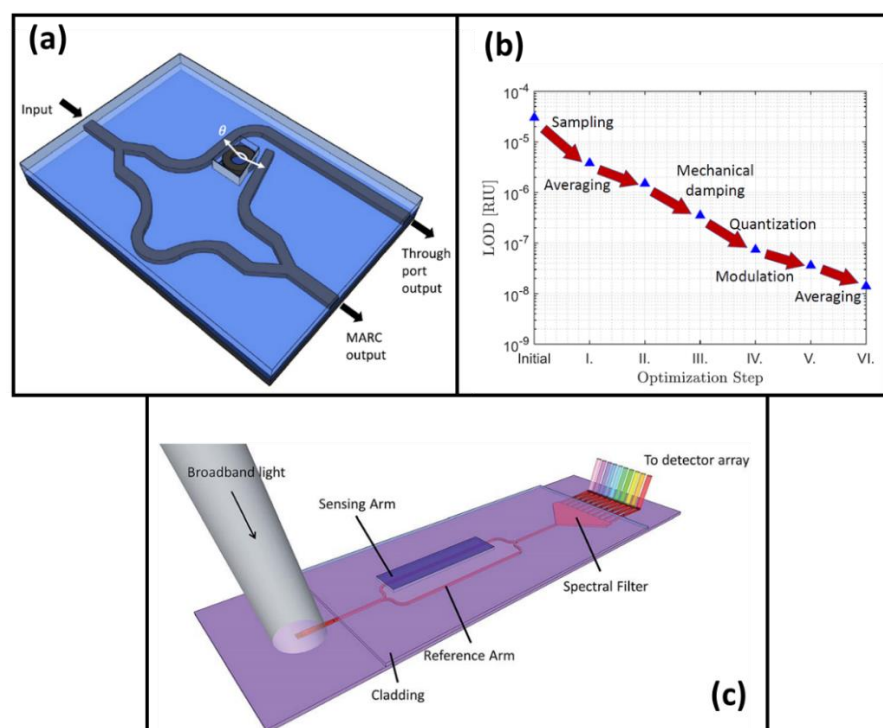 (a)
Input
θ
Through
port
output
MARC
output
(b)
LOD [RIU]
10-4
10-5
10-6
10-7
10-8
10-9
Sampling
Averaging
Mechanical
damping
Quantization
Modulation
Averaging
Initial I. II. III. IV. V. VI.
Optimization Step
Broadband light
To detector array
Sensing Arm
Spectral Filter
Reference Arm
Cladding
(c)